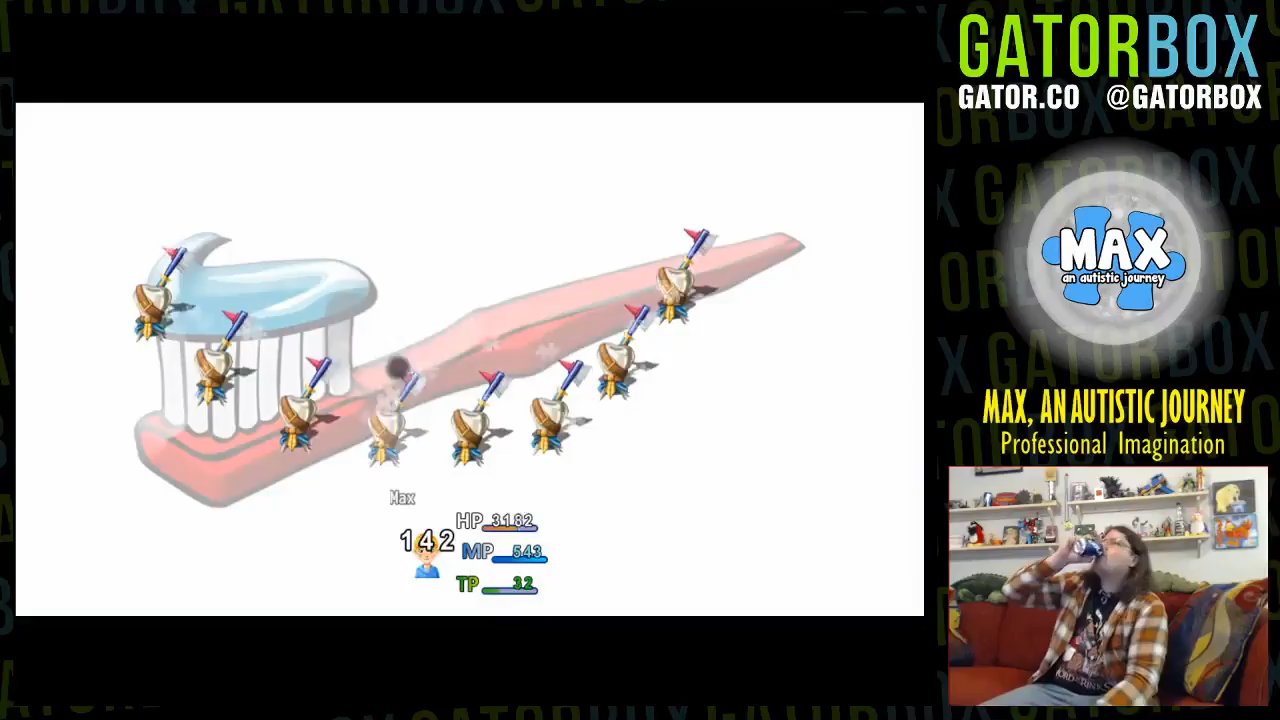 GATORBOX
GATOR.CO @GATORBOX
MAX
an autistic journey
MAX, AN AUTISTIC JOURNEY
Professional Imagination
Max
HP 3182
142
MP 543
TP 32